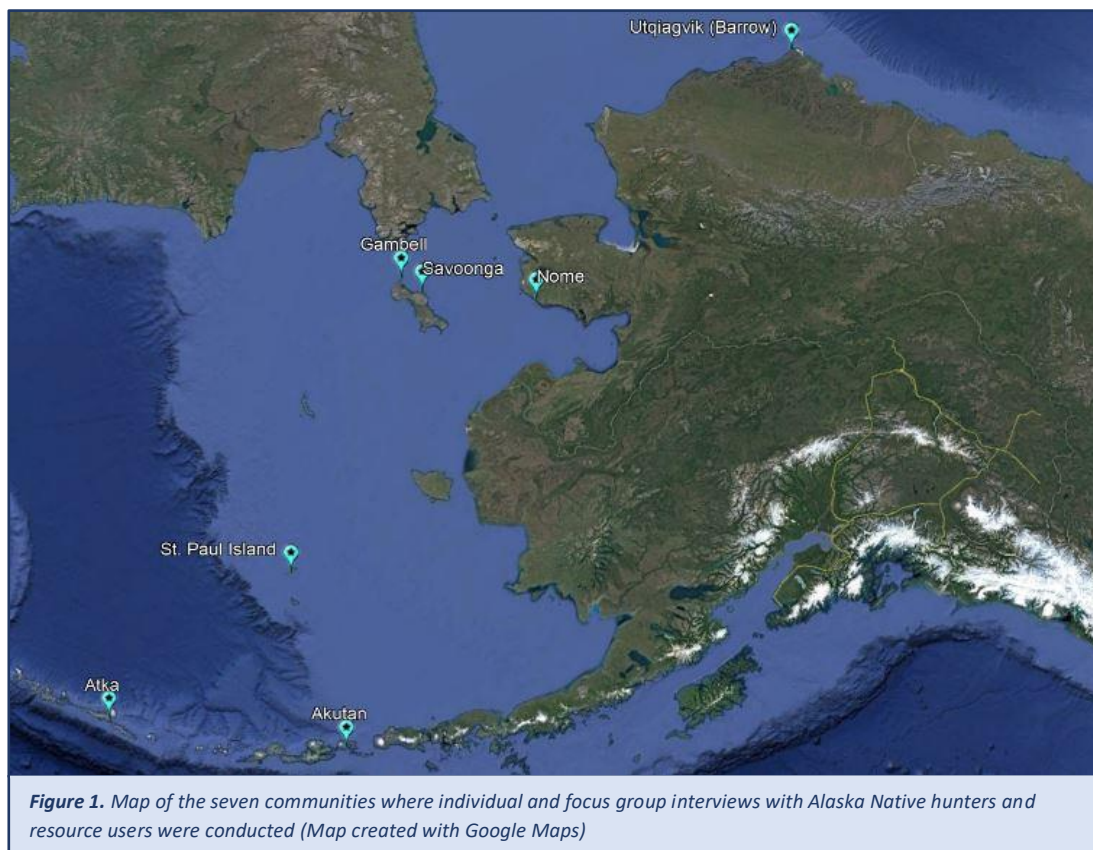 Utqiagvik (Barrow)
Gambell
Savoonga
Nome
St. Paul Island
Atka
Akutan
Figure 1. Map of the seven communities where individual and focus group interviews with Alaska Native hunters and
resource users were conducted (Map created with Google Maps)